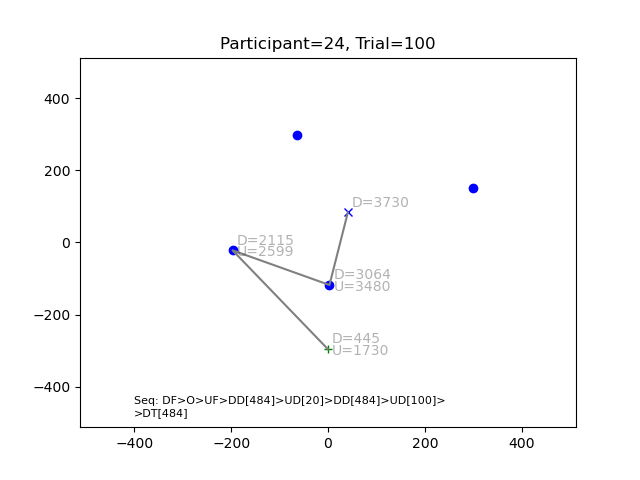 Participant=24, Trial=100
400
200
0
−200
−400
D=3730
D=2115
U=2599
D=3064
U=3480
D=445
U=1730
Seq: DF>O>UF>DD[484]>UD[20]>DD[484]>UD[100]>
>DT[484]
−400 −200 0 200 400